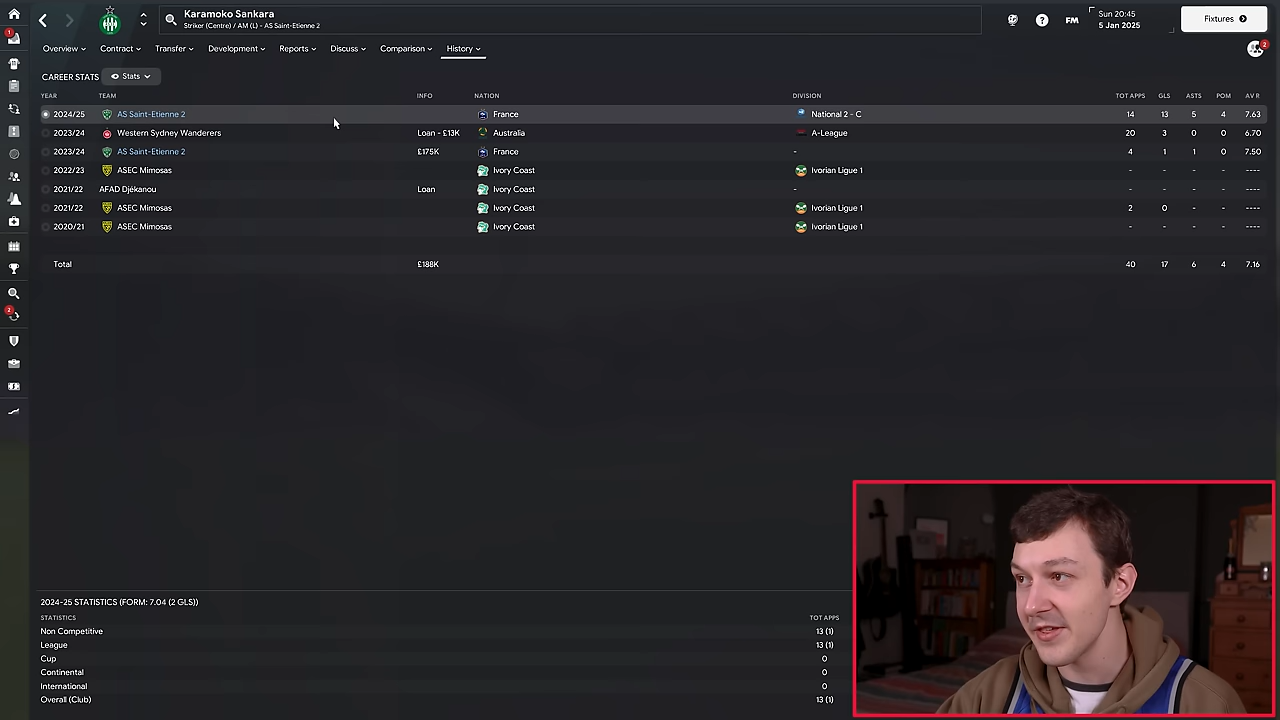 Karamoko Sankara
Striker (Centre) / AM (L) - AS Saint-Etienne 2
Sun 20:45
5 Jan 2025
FM
Fixtures
1
Overview Contract Transfer Development Reports Discuss Comparison History
2
CAREER STATS Stats
YEAR TEAM INFO NATION DIVISION TOT APPS GLS ASTS POM AV R
2024/25 AS Saint-Etienne 2 France National 2 - C 14 13 5 4 7.63
2023/24 Western Sydney Wanderers Loan - £13K Australia A-League 20 3 0 0 6.70
2023/24 AS Saint-Etienne 2 £175K France - 4 1 1 0 7.50
2022/23 ASEC Mimosas Ivory Coast Ivorian Ligue 1 - - - - ----
2021/22 AFAD Djékanou Loan Ivory Coast - - - - - ----
2021/22 ASEC Mimosas Ivory Coast Ivorian Ligue 1 2 0 - - ----
2020/21 ASEC Mimosas Ivory Coast Ivorian Ligue 1 - - - - ----
Total £188K 40 17 6 4 7.16
2
2024-25 STATISTICS (FORM: 7.04 (2 GLS))
STATISTICS TOT APPS
Non Competitive 13 (1)
League 13 (1)
Cup 0
Continental 0
International 0
Overall (Club) 13 (1)